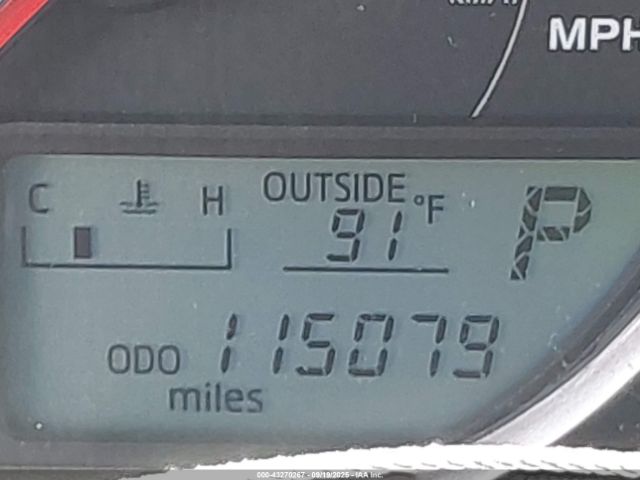 MPH
C H OUTSIDE °F P
91
ODO 115079
miles
000-43270267 - 09/19/2025 - IAA Inc.